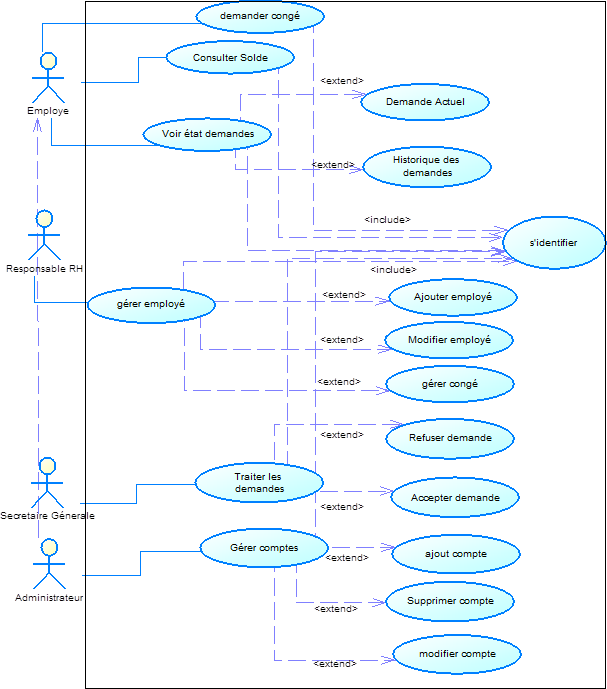 demander congé
Consulter Solde
<extend>
Demande Actuel
Employe
Voir état demandes
<extend>
Historique des
demandes
<include>
s'identifier
Responsable RH
<include>
gérer employé
<extend>
Ajouter employé
<extend>
Modifier employé
<extend>
gérer congé
<extend>
Refuser demande
Traiter les
demandes
Accepter demande
<extend>
Secretaire Génerale
Gérer comptes
<extend>
ajout compte
Administrateur
<extend>
Supprimer compte
<extend>
modifier compte